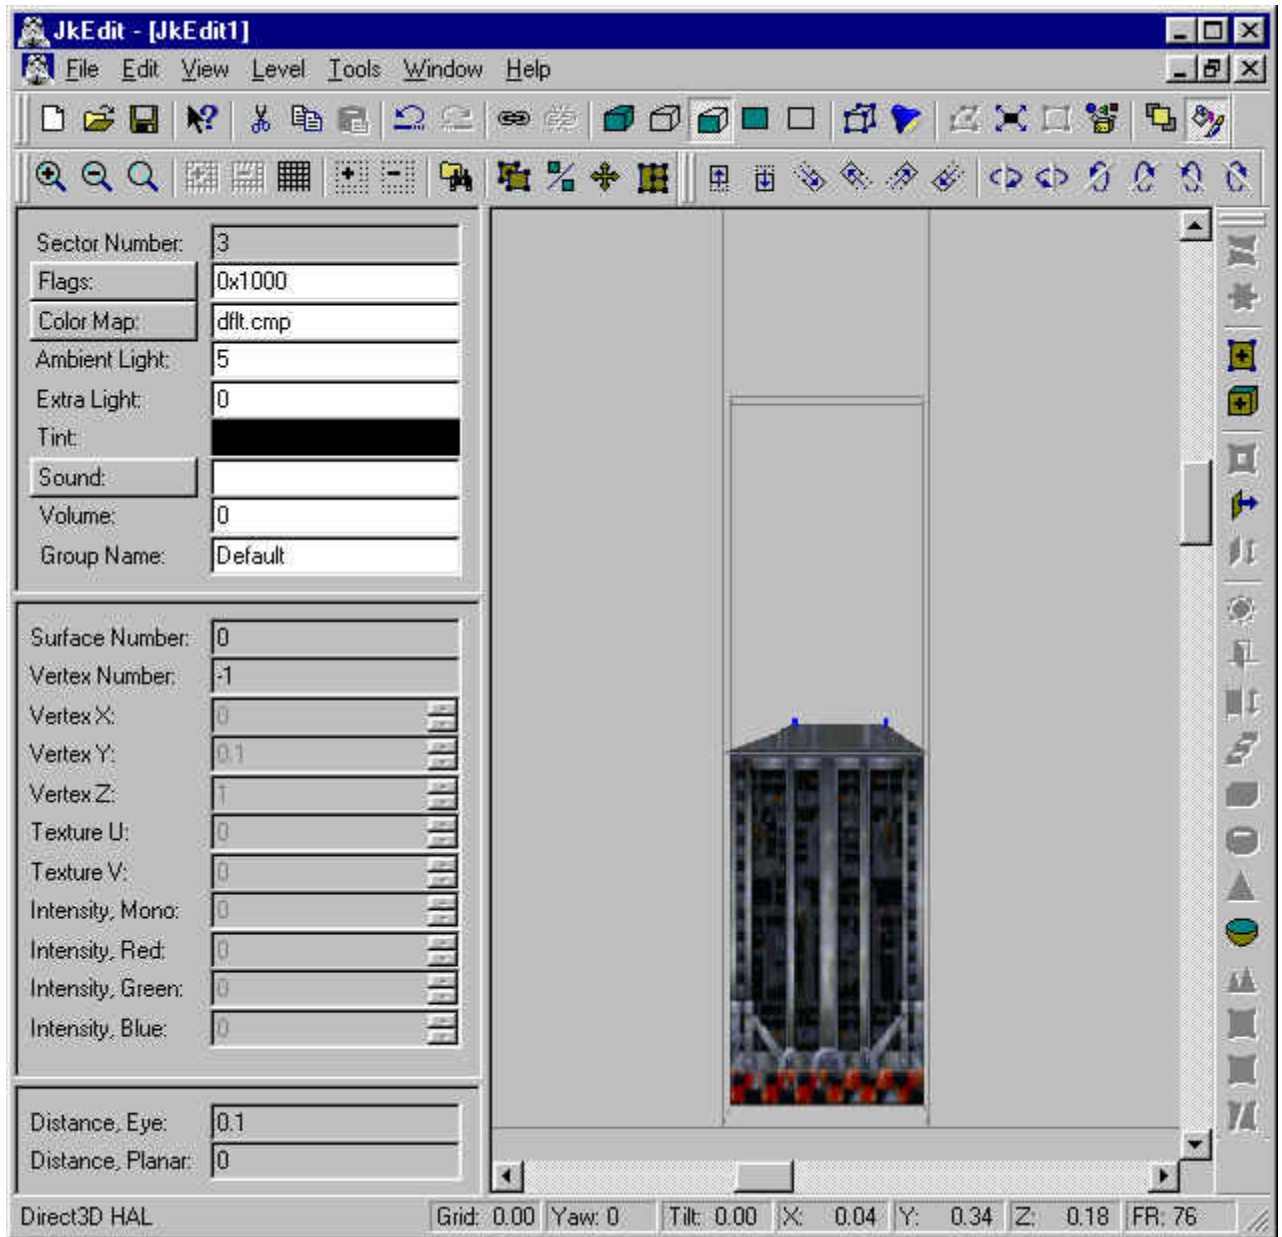 JkEdit - [JkEdit1]
File Edit View Level Tools Window Help
Sector Number: 3
Flags: 0x1000
Color Map: dflt.cmp
Ambient Light: 5
Extra Light: 0
Tint:
Sound:
Volume: 0
Group Name: Default
Surface Number: 0
Vertex Number: -1
Vertex X: 0
Vertex Y: 0.1
Vertex Z: 1
Texture U: 0
Texture V: 0
Intensity, Mono: 0
Intensity, Red: 0
Intensity, Green: 0
Intensity, Blue: 0
Distance, Eye: 0.1
Distance, Planar: 0
Direct3D HAL Grid: 0.00 Yaw: 0 Tilt: 0.00 X: 0.04 Y: 0.34 Z: 0.18 FR: 76